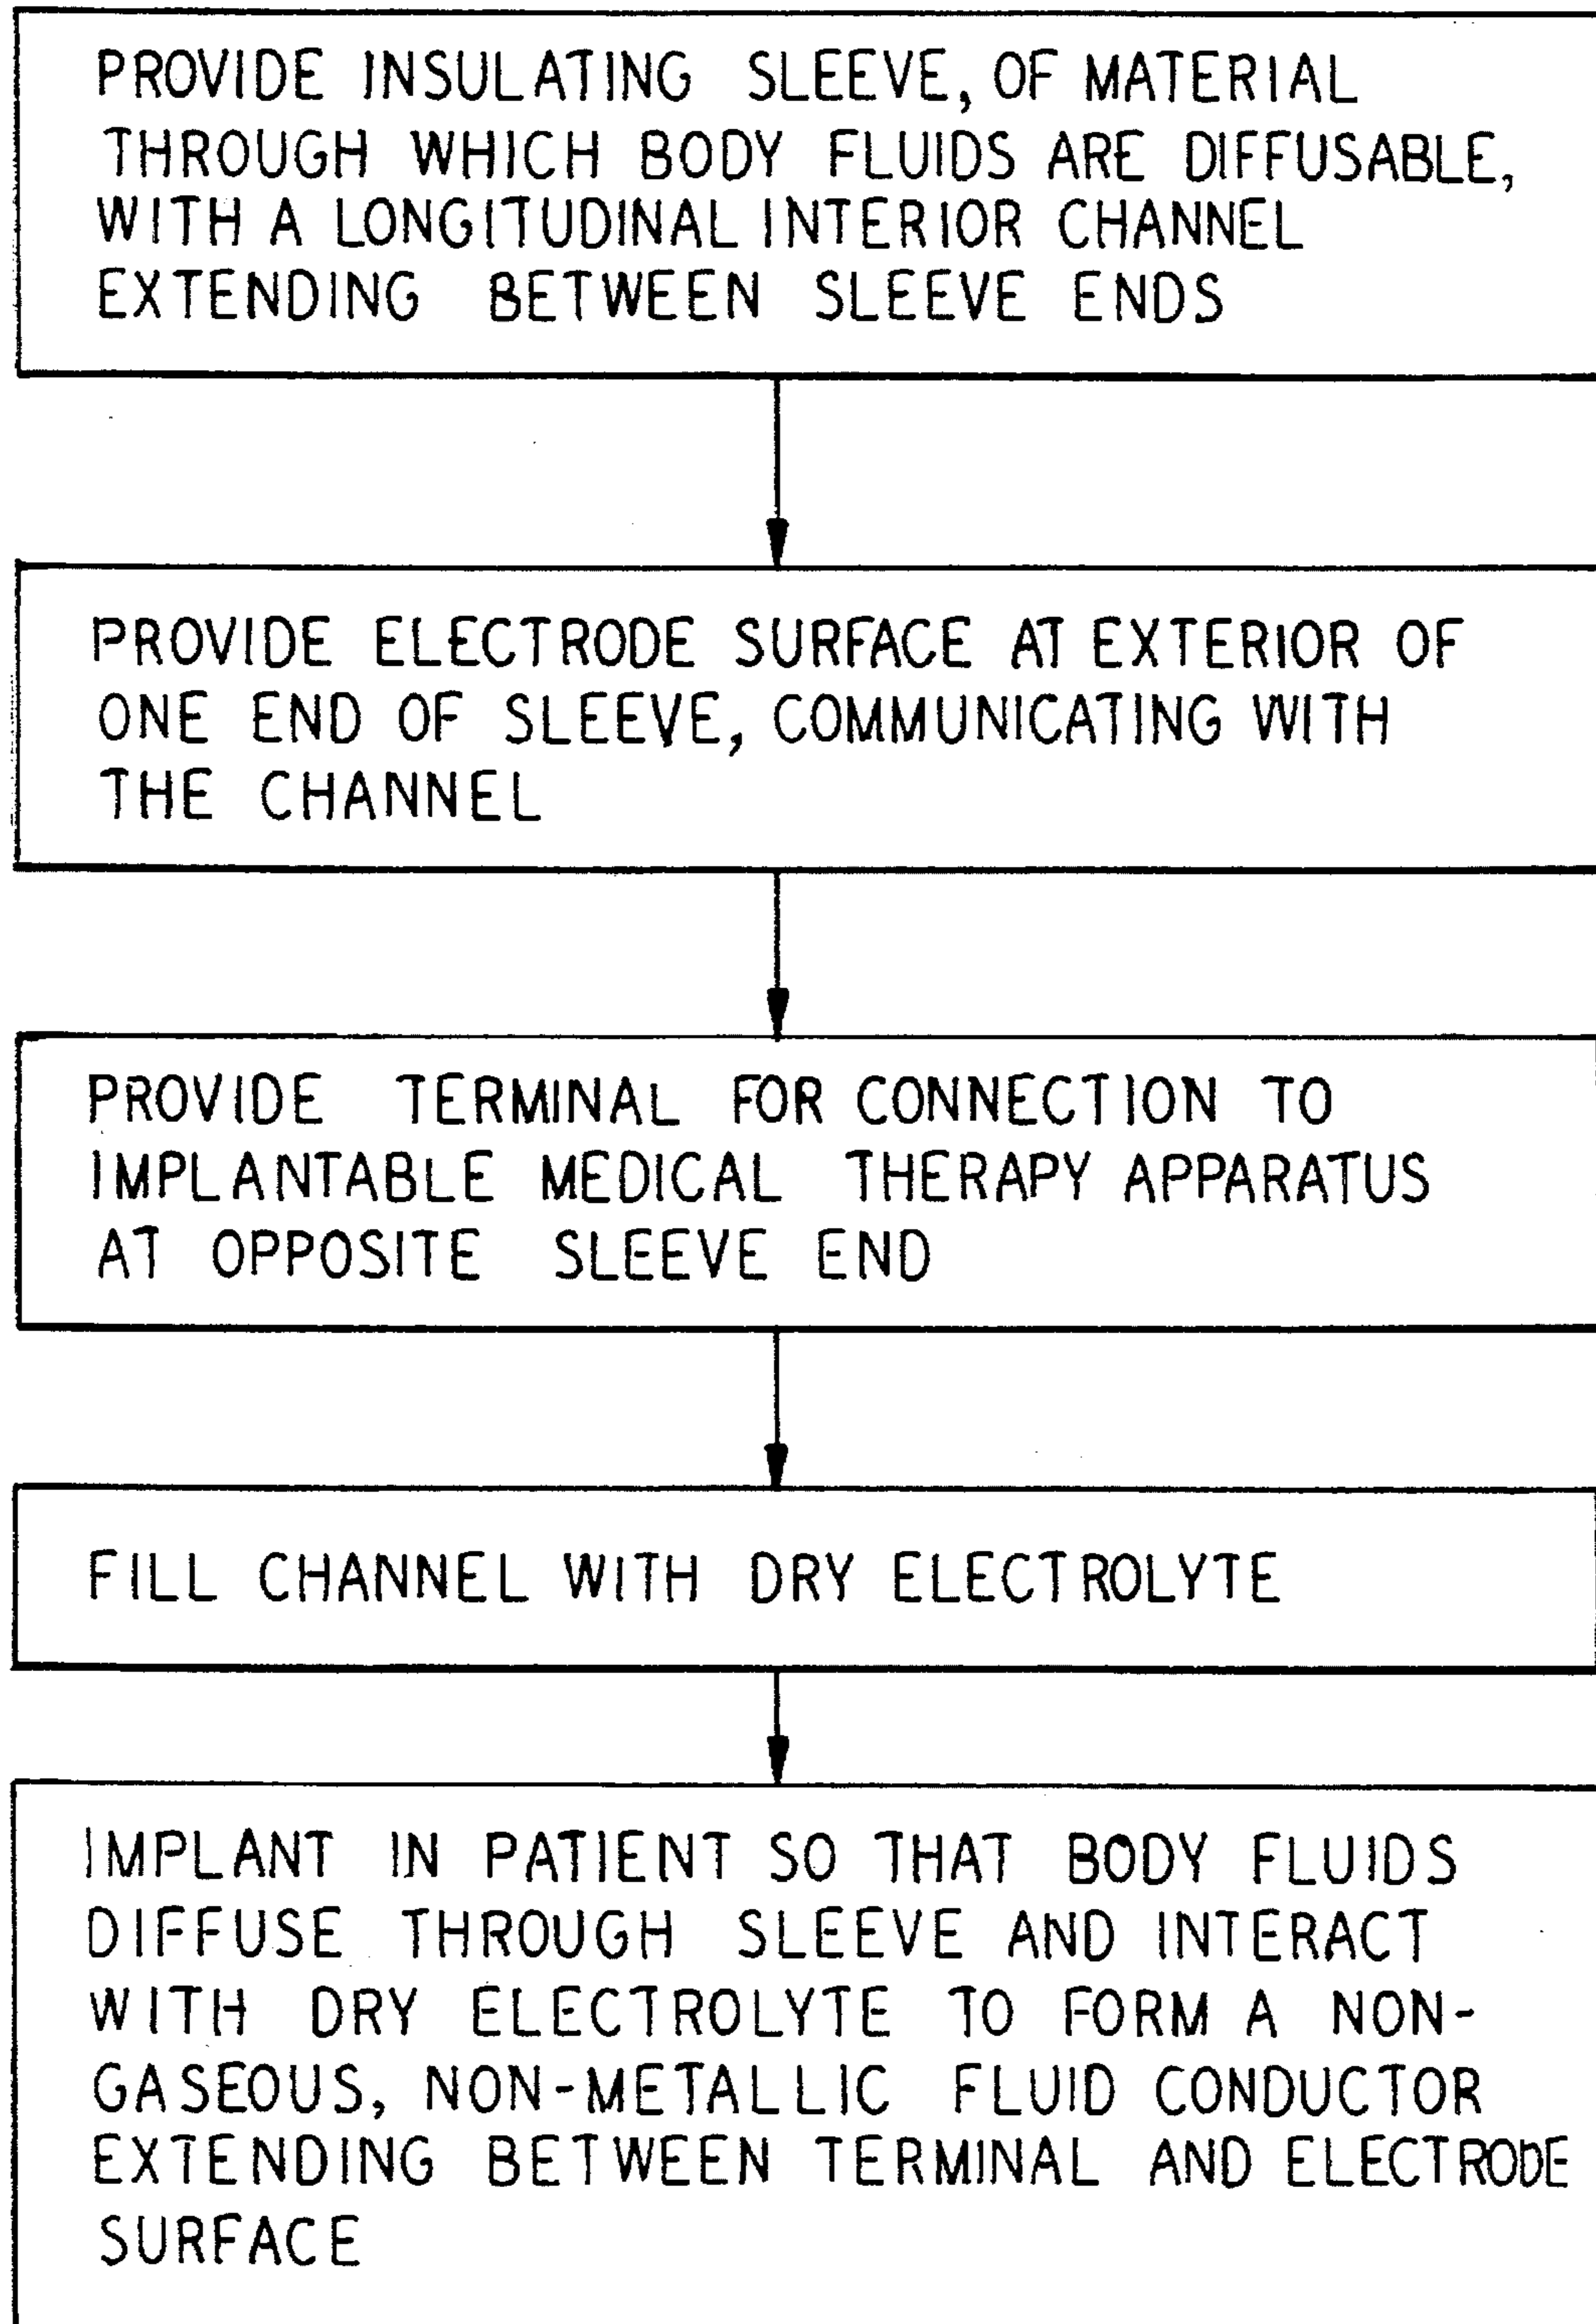 PROVIDE INSULATING SLEEVE, OF MATERIAL
THROUGH WHICH BODY FLUIDS ARE DIFFUSABLE,
WITH A LONGITUDINAL INTERIOR CHANNEL
EXTENDING BETWEEN SLEEVE ENDS
PROVIDE ELECTRODE SURFACE AT EXTERIOR OF
ONE END OF SLEEVE, COMMUNICATING WITH
THE CHANNEL
PROVIDE TERMINAL FOR CONNECTION TO
IMPLANTABLE MEDICAL THERAPY APPARATUS
AT OPPOSITE SLEEVE END
FILL CHANNEL WITH DRY ELECTROLYTE
IMPLANT IN PATIENT SO THAT BODY FLUIDS
DIFFUSE THROUGH SLEEVE AND INTERACT
WITH DRY ELECTROLYTE TO FORM A NON-
GASEOUS, NON-METALLIC FLUID CONDUCTOR
EXTENDING BETWEEN TERMINAL AND ELECTRODE
SURFACE